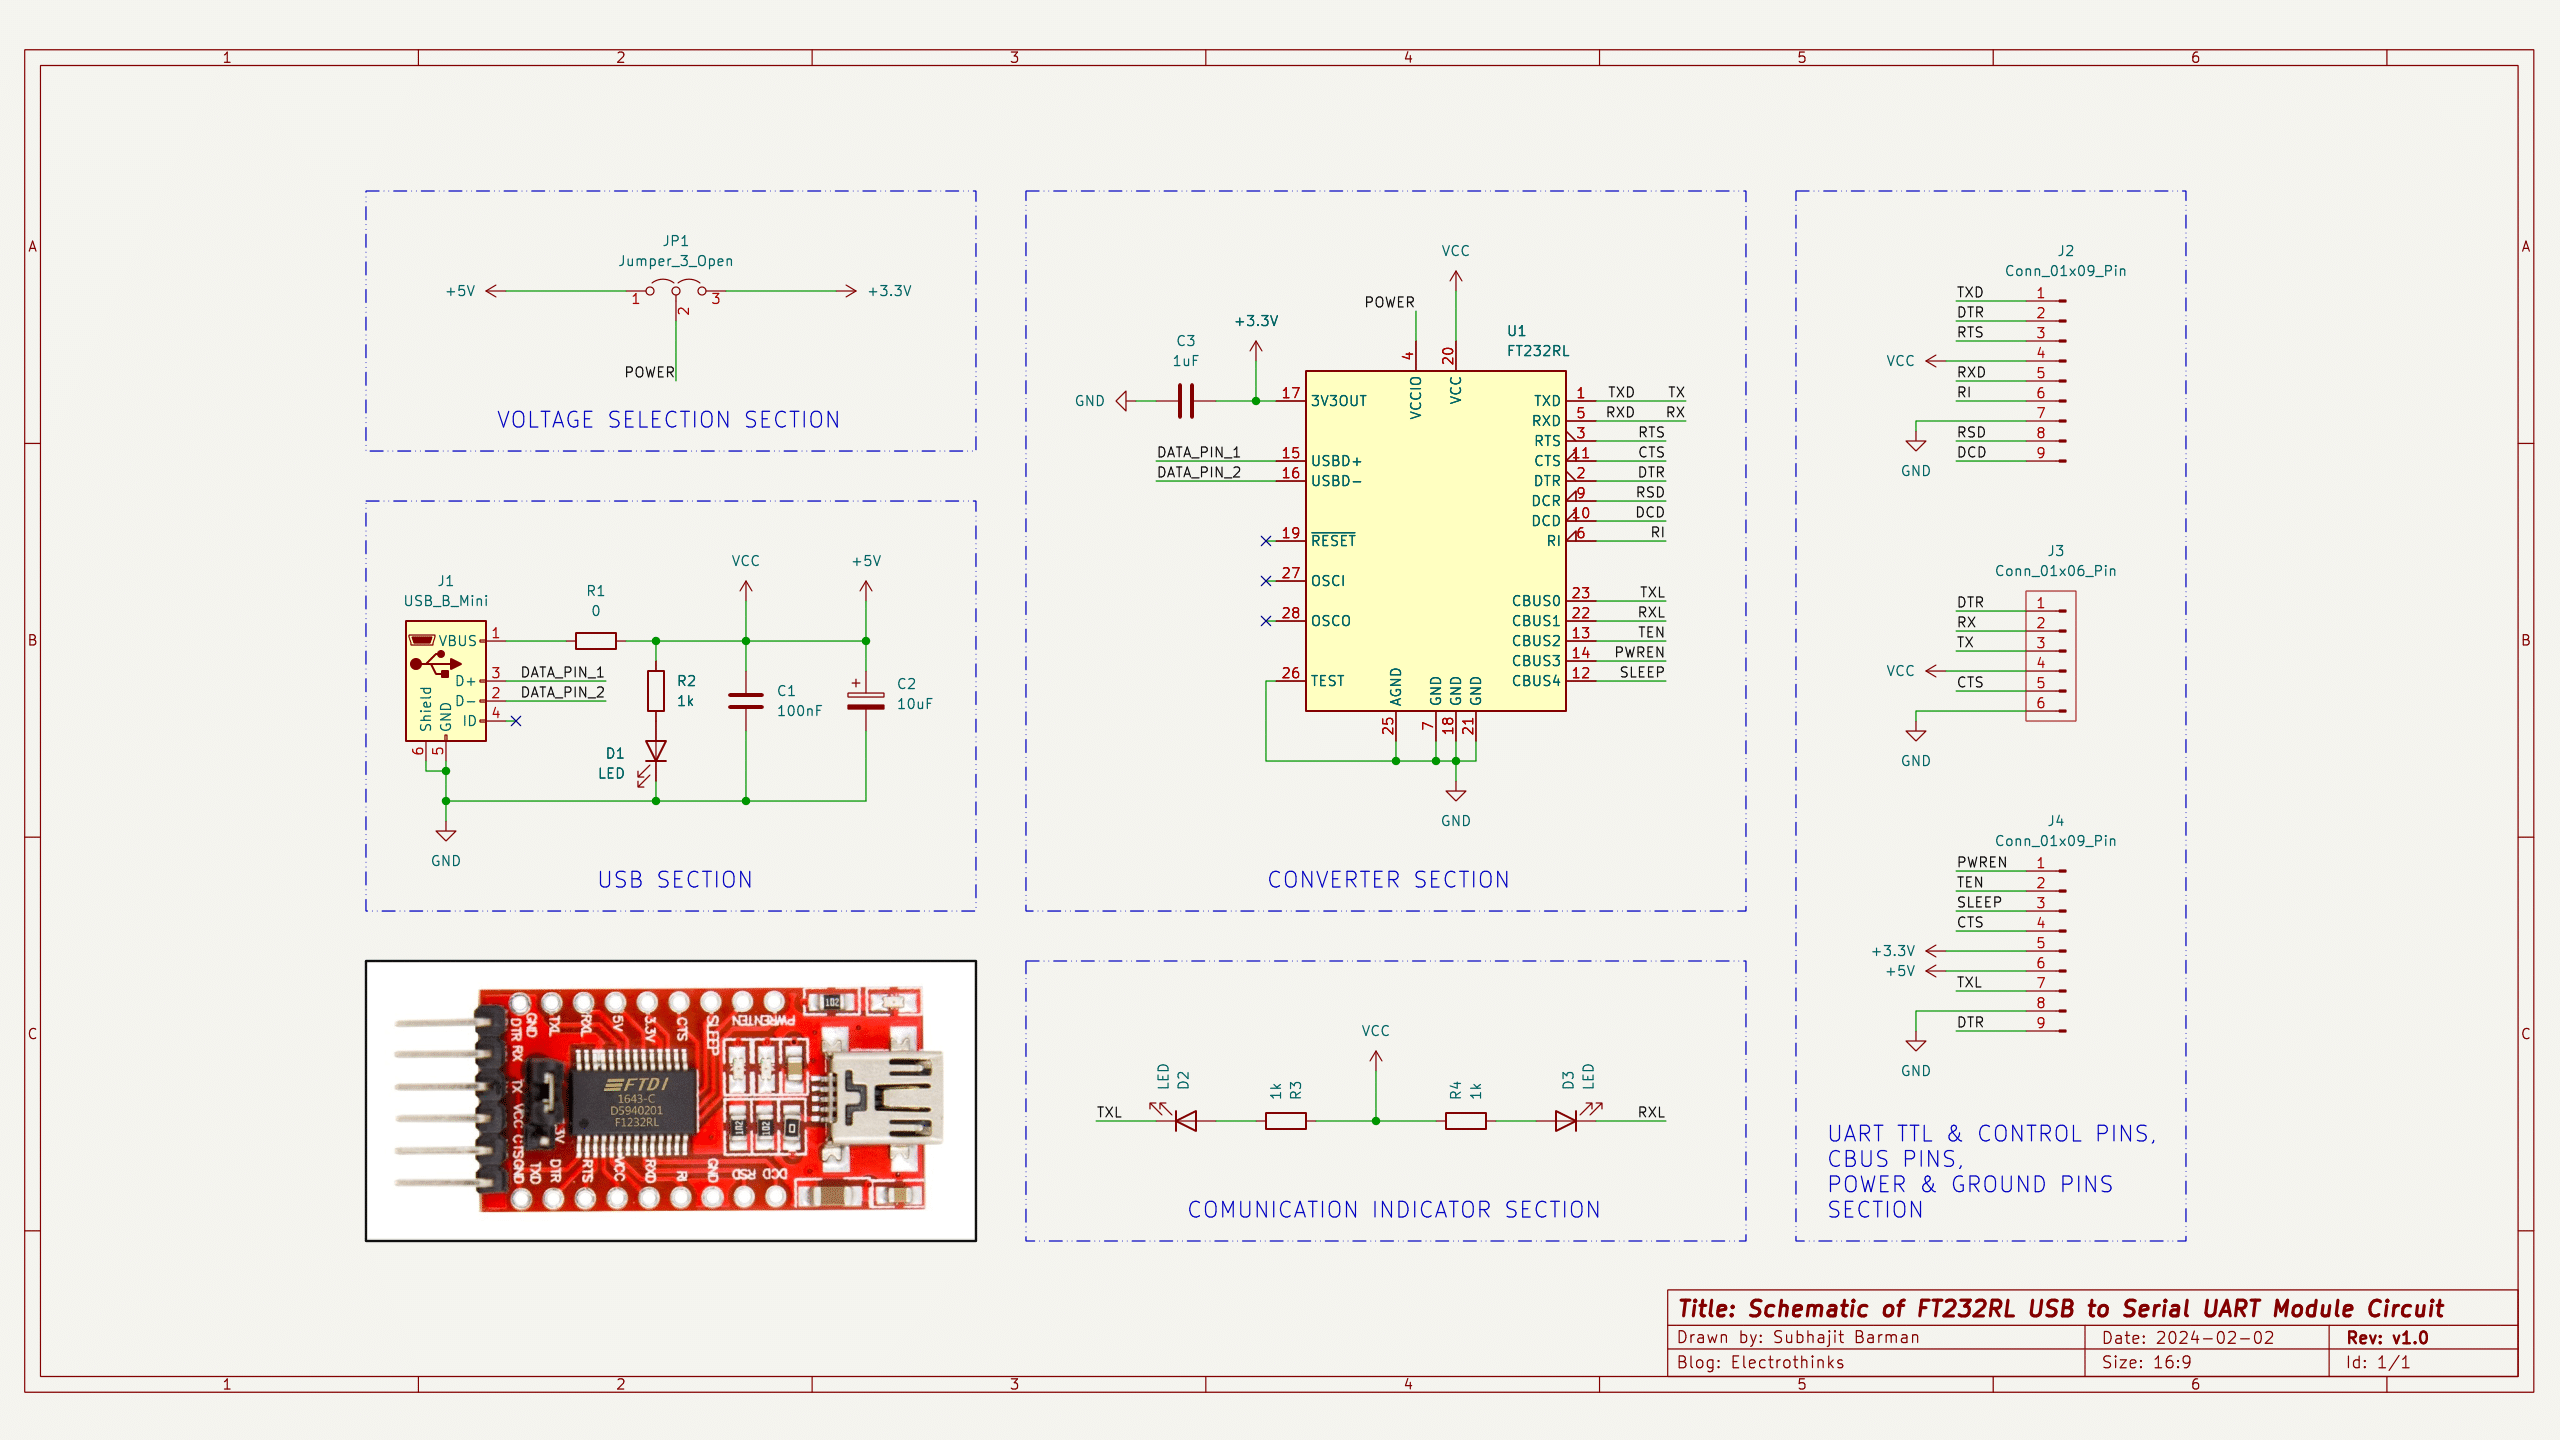 1 2 3 4 5 6
A A
B B
C C
JP1
Jumper_3_Open
+5V 1 3 +3.3V
2
POWER
VOLTAGE SELECTION SECTION
J1
USB_B_Mini
R1
0
VCC
+5V
VBUS 1
D+ 3 DATA_PIN_1
D- 2 DATA_PIN_2
ID 4
Shield GND
6 5
R2
1k
D1
LED
C1
100nF
C2
10uF
+
GND
USB SECTION
VCC
POWER
+3.3V
C3
1uF
GND
U1
FT232RL
4 20
VCCIO VCC
17 3V3OUT
DATA_PIN_1 15 USBD+
DATA_PIN_2 16 USBD-
19 RESET
27 OSCI
28 OSCO
26 TEST
TXD 1 TXD TX
RXD 5 RXD RX
RTS 3 RTS
CTS 11 CTS
DTR 2 DTR
DCR 9 RSD
DCD 10 DCD
RI 6 RI
CBUS0 23 TXL
CBUS1 22 RXL
CBUS2 13 TEN
CBUS3 14 PWREN
CBUS4 12 SLEEP
AGND GND GND GND
25 7 18 21
GND
CONVERTER SECTION
J2
Conn_01x09_Pin
TXD 1
DTR 2
RTS 3
VCC 4
RXD 5
RI 6
7
RSD 8
DCD 9
GND
J3
Conn_01x06_Pin
DTR 1
RX 2
TX 3
VCC 4
CTS 5
6
GND
J4
Conn_01x09_Pin
PWREN 1
TEN 2
SLEEP 3
CTS 4
+3.3V 5
+5V 6
TXL 7
8
DTR 9
GND
UART TTL & CONTROL PINS,
CBUS PINS,
POWER & GROUND PINS
SECTION
GND TXL RXL 5V 3.3V CTS SLEEP TEN PWREN
DTR RX TX VCC CTS GND
102
FTDI
1643-C
D5940201
F1232RL
3V
102 102 0
TXD DTR RTS VCC RXD RI GND RSD DCD
VCC
TXL LED D2 1k R3 R4 1k D3 LED RXL
COMUNICATION INDICATOR SECTION
Title: Schematic of FT232RL USB to Serial UART Module Circuit
Drawn by: Subhajit Barman Date: 2024-02-02 Rev: v1.0
Blog: Electrothinks Size: 16:9 Id: 1/1
1 2 3 4 5 6